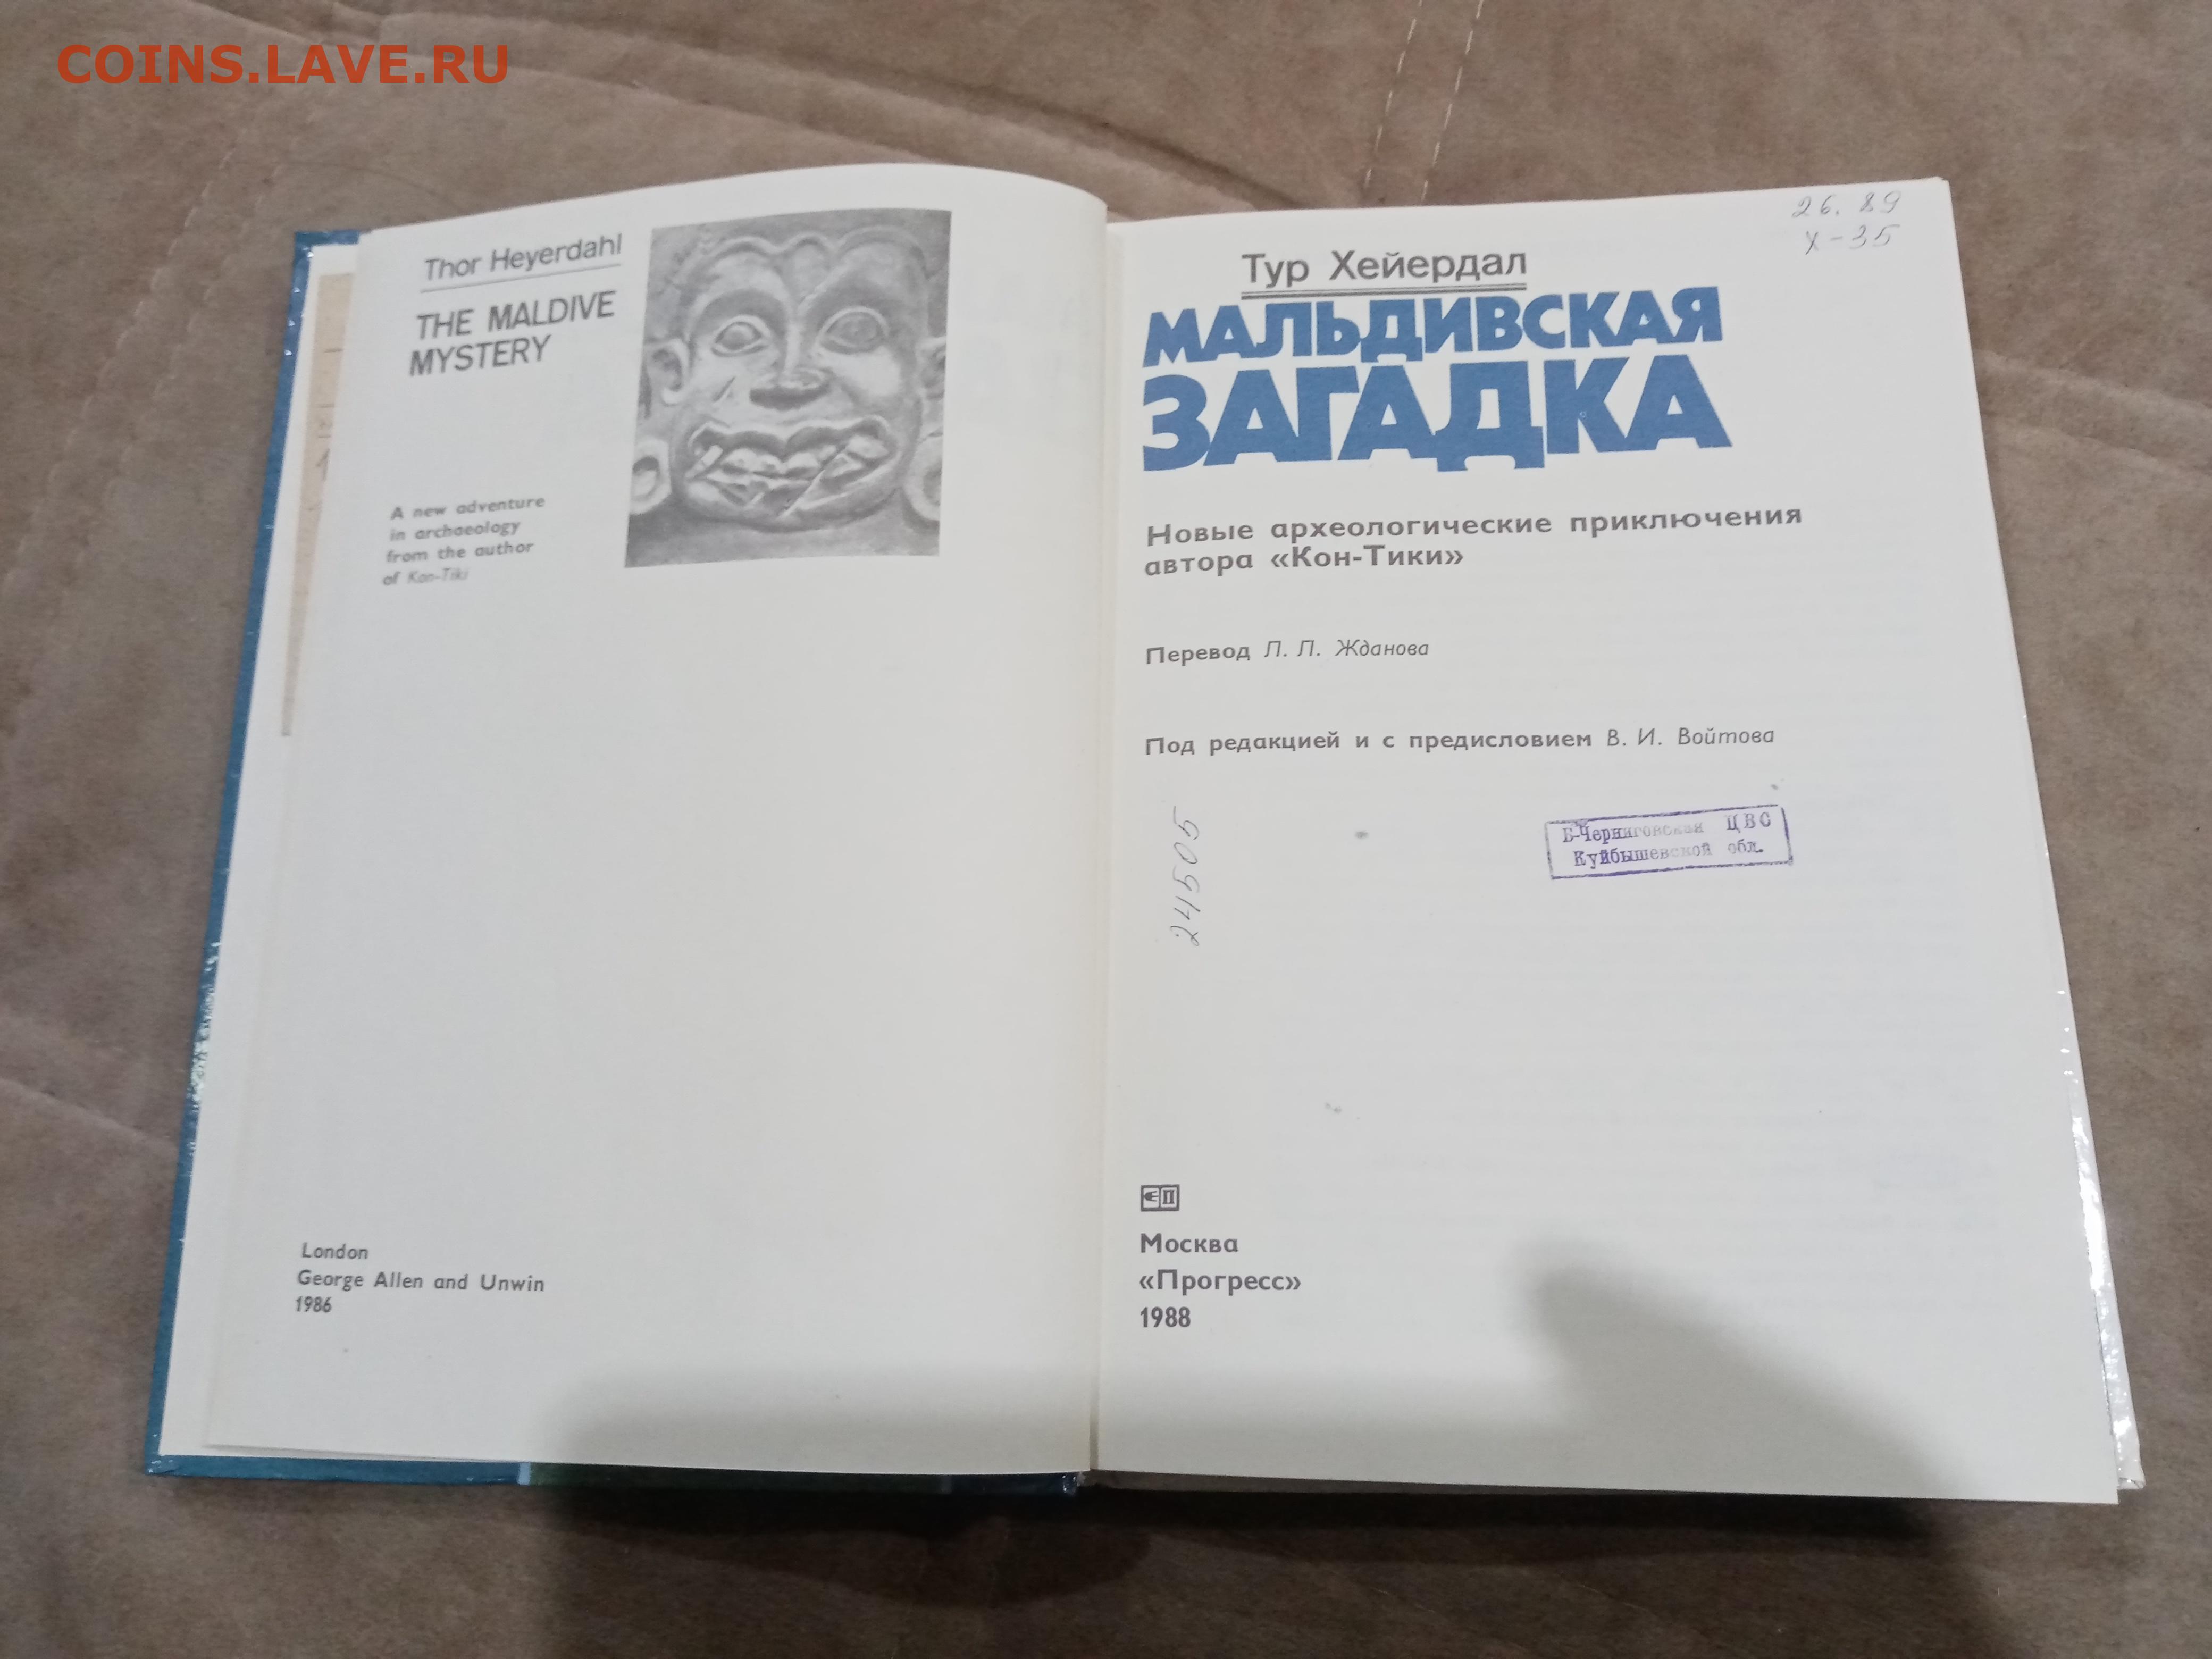 COINS.LAVE.RU
Thor Heyerdahl
THE MALDIVE
MYSTERY
A new adventure
in archaeology
from the author
of Kon-Tiki
London
George Allen and Unwin
1986
26.89
Х-35
Тур Хейердал
МАЛЬДИВСКАЯ
ЗАГАДКА
Новые археологические приключения
автора «Кон-Тики»
Перевод Л. Л. Жданова
Под редакцией и с предисловием В. И. Войтова
24505
Б-Черниговская ЦВС
Куйбышевской обл.
Москва
«Прогресс»
1988